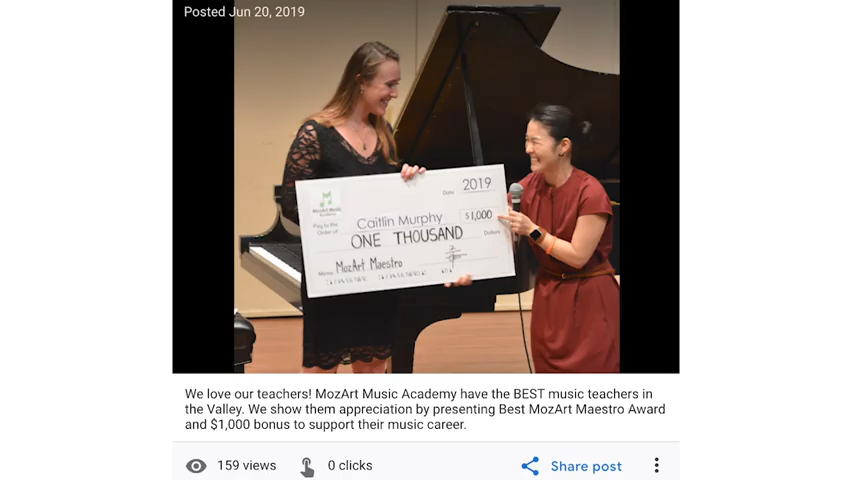 Posted Jun 20, 2019
MozArt Music
Academy
Date 2019
Pay to the
Order of Caitlin Murphy $1,000
ONE THOUSAND Dollars
Memo MozArt Maestro
We love our teachers! MozArt Music Academy have the BEST music teachers in
the Valley. We show them appreciation by presenting Best MozArt Maestro Award
and $1,000 bonus to support their music career.
159 views 0 clicks Share post